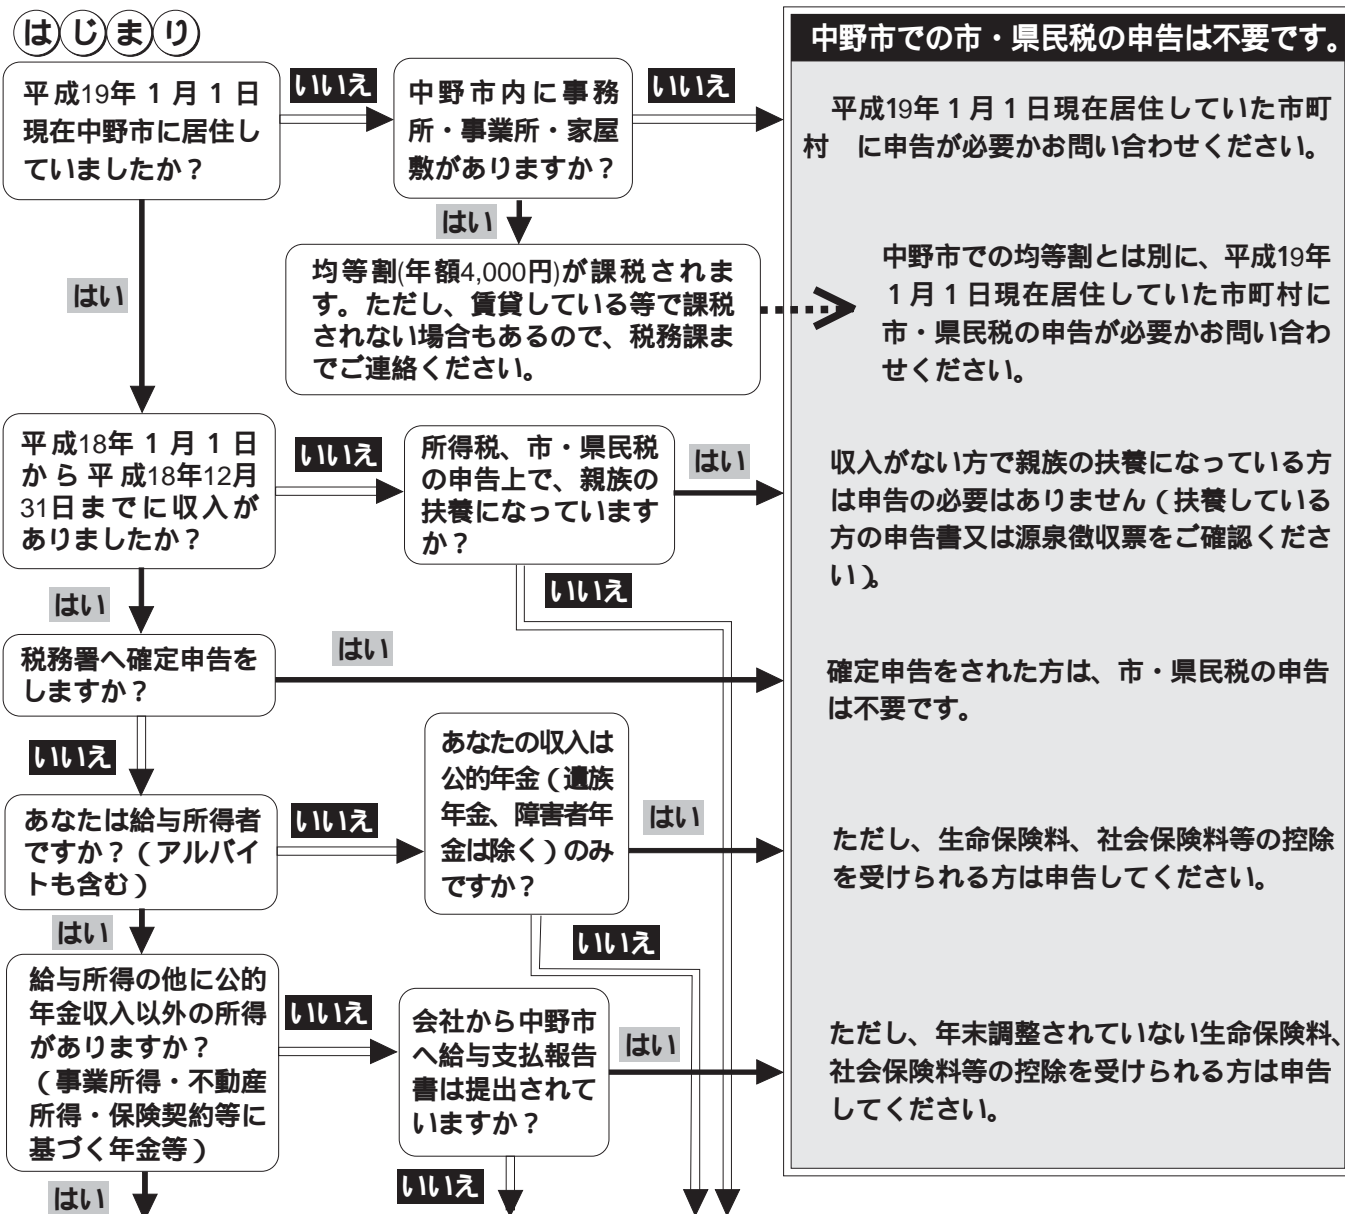 はじまり
平成19年１月１日
現在中野市に居住し
ていましたか？
いいえ
中野市内に事務
所・事業所・家屋
敷がありますか？
いいえ
はい
はい
均等割(年額4,000円)が課税されま
す。ただし、賃貸している等で課税
されない場合もあるので、税務課ま
でご連絡ください。
平成18年１月１日
から平成18年12月
31日までに収入が
ありましたか？
いいえ
所得税、市・県民税
の申告上で、親族の
扶養になっています
か？
はい
いいえ
はい
税務署へ確定申告を
しますか？
はい
いいえ
あなたは給与所得者
ですか？（アルバイ
トも含む）
いいえ
あなたの収入は
公的年金（遺族
年金、障害者年
金は除く）のみ
ですか？
はい
いいえ
はい
給与所得の他に公的
年金収入以外の所得
がありますか？
（事業所得・不動産
所得・保険契約等に
基づく年金等）
いいえ
会社から中野市
へ給与支払報告
書は提出されて
いますか？
はい
いいえ
はい
中野市での市・県民税の申告は不要です。
平成19年１月１日現在居住していた市町
村　に申告が必要かお問い合わせください。
中野市での均等割とは別に、平成19年
１月１日現在居住していた市町村に
市・県民税の申告が必要かお問い合わ
せください。
収入がない方で親族の扶養になっている方
は申告の必要はありません（扶養している
方の申告書又は源泉徴収票をご確認くださ
い）。
確定申告をされた方は、市・県民税の申告
は不要です。
ただし、生命保険料、社会保険料等の控除
を受けられる方は申告してください。
ただし、年末調整されていない生命保険料、
社会保険料等の控除を受けられる方は申告
してください。